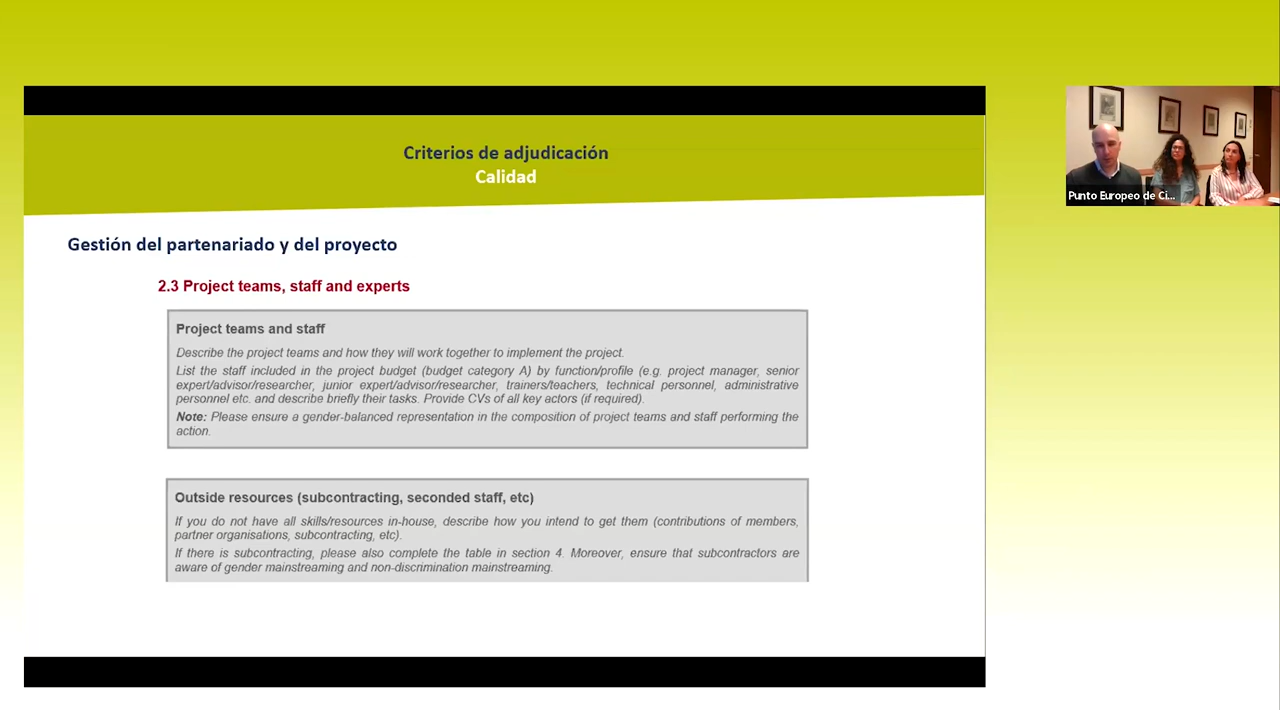 Criterios de adjudicación
Calidad
Gestión del partenariado y del proyecto
2.3 Project teams, staff and experts
Project teams and staff
Describe the project teams and how they will work together to implement the project.
List the staff included in the project budget (budget category A) by function/profile (e.g. project manager, senior
expert/advisor/researcher, junior expert/advisor/researcher, trainers/teachers, technical personnel, administrative
personnel etc. and describe briefly their tasks. Provide CVs of all key actors (if required).
Note: Please ensure a gender-balanced representation in the composition of project teams and staff performing the
action.
Outside resources (subcontracting, seconded staff, etc)
If you do not have all skills/resources in-house, describe how you intend to get them (contributions of members,
partner organisations, subcontracting, etc).
If there is subcontracting, please also complete the table in section 4. Moreover, ensure that subcontractors are
aware of gender mainstreaming and non-discrimination mainstreaming.
Punto Europeo de Ci...